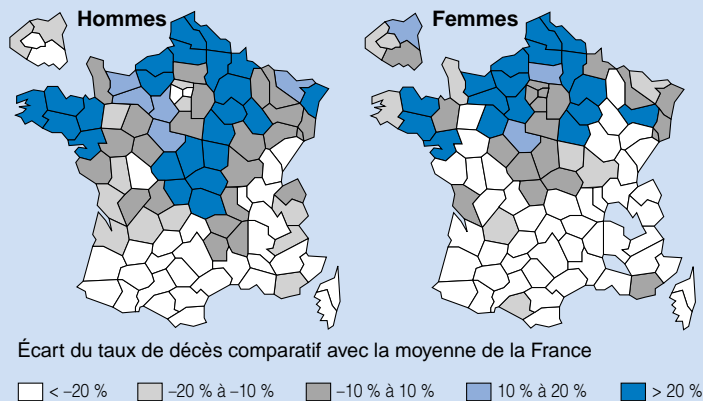 Hommes
Femmes
Écart du taux de décès comparatif avec la moyenne de la France
< –20 %
–20 % à –10 %
–10 % à 10 %
10 % à 20 %
> 20 %